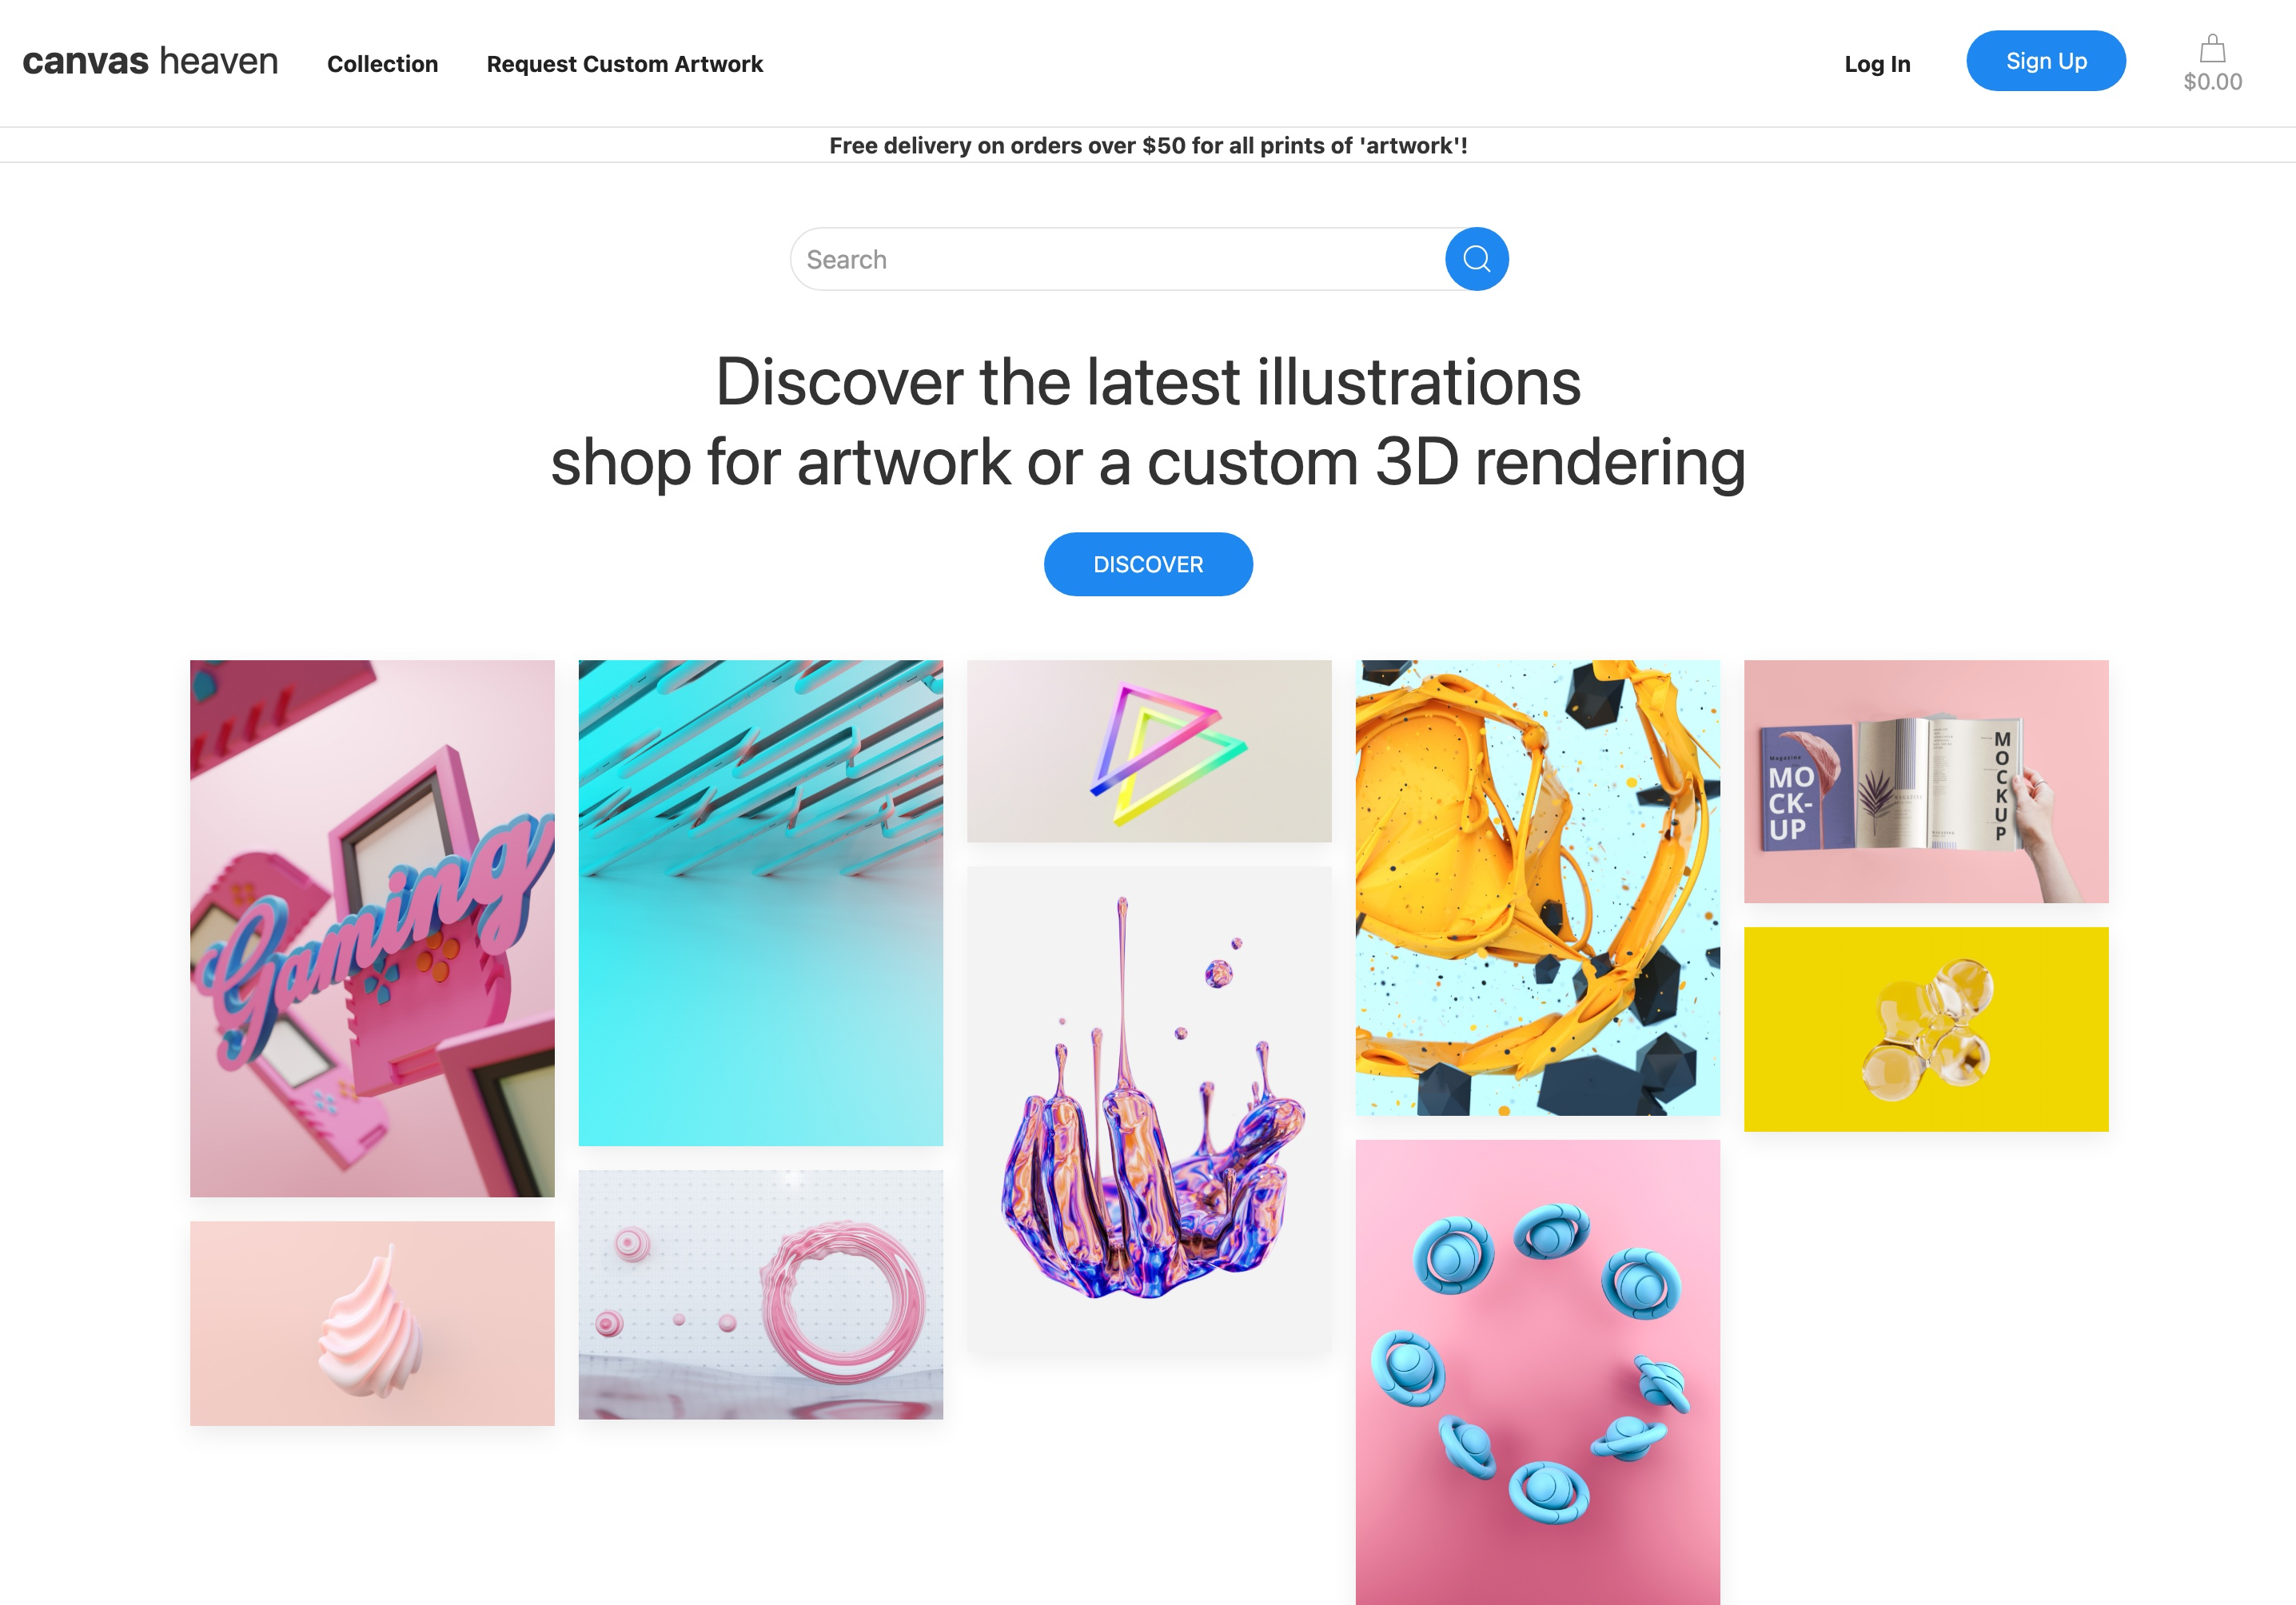 canvas heaven
Collection
Request Custom Artwork
Log In
Sign Up
$0.00
Free delivery on orders over $50 for all prints of 'artwork'!
Search
Discover the latest illustrations
shop for artwork or a custom 3D rendering
DISCOVER
Gaming
Magazine
MO
CK-
UP
M
O
C
K
U
P